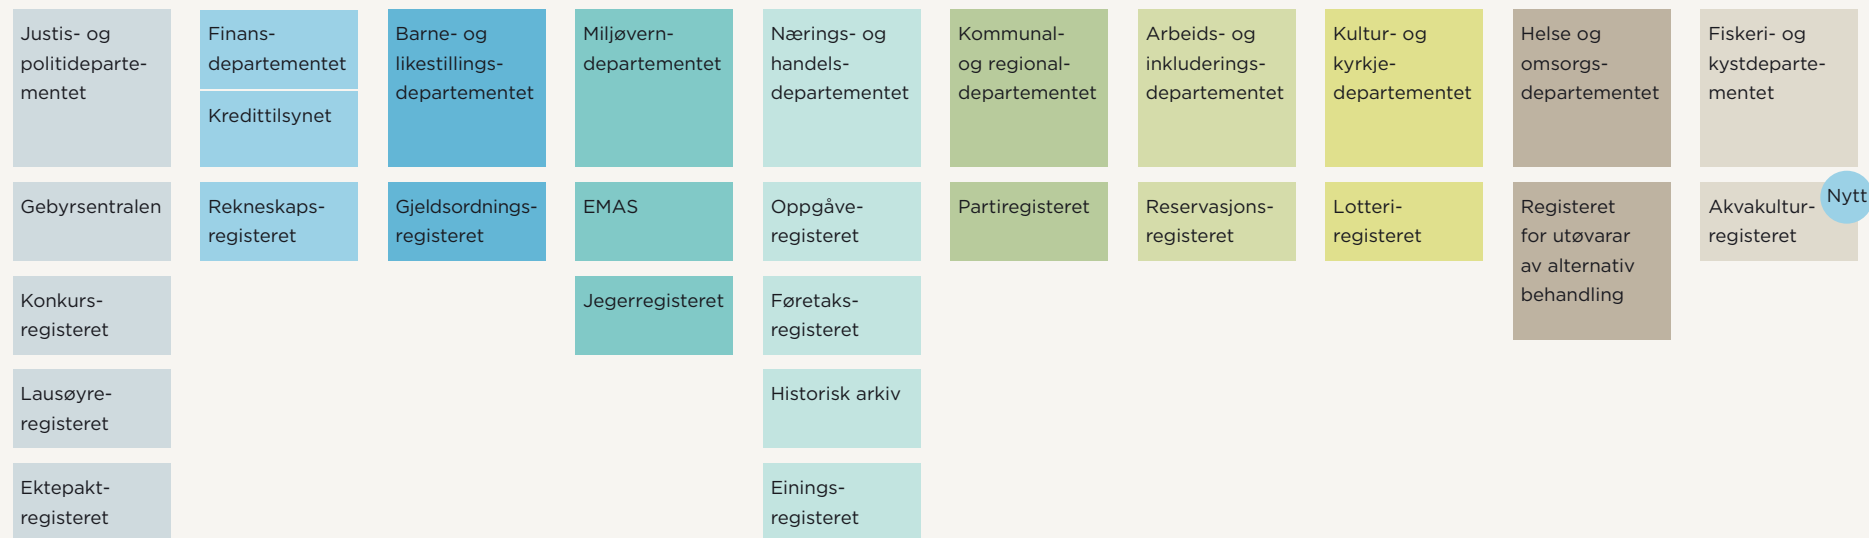 Justis- og
politideparte-
mentet
Finans-
departementet
Kredittilsynet
Barne- og
likestillings-
departementet
Miljøvern-
departementet
Nærings- og
handels-
departementet
Kommunal-
og regional-
departementet
Arbeids- og
inkluderings-
departementet
Kultur- og
kyrkje-
departementet
Helse og
omsorgs-
departementet
Fiskeri- og
kystdeparte-
mentet
Gebyrsentralen
Rekneskaps-
registeret
Gjeldsordnings-
registeret
EMAS
Oppgåve-
registeret
Partiregisteret
Reservasjons-
registeret
Lotteri-
registeret
Registeret
for utøvarar
av alternativ
behandling
Akvakultur-
registeret
Nytt
Konkurs-
registeret
Jegerregisteret
Føretaks-
registeret
Lausøyre-
registeret
Historisk arkiv
Ektepakt-
registeret
Einings-
registeret